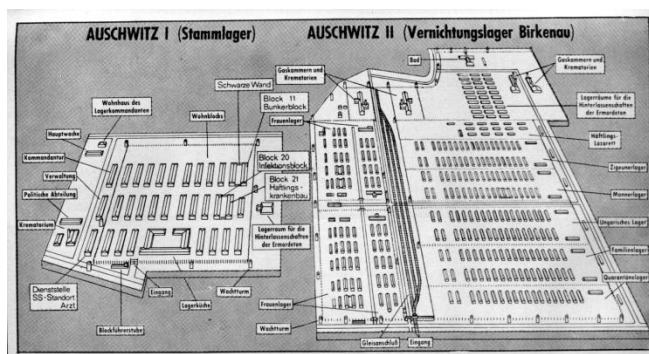 AUSCHWITZ I (Stammlager)
AUSCHWITZ II (Vernichtungslager Birkenau)
Wohnhaus des
Lagerkommandanten
Hauptwache
Kommandantur
Verwaltung
Politische Abteilung
Krematorium
Dienststelle
SS-Standort
Arzt
Blockführerstube
Eingang
Lagerküche
Wachtturm
Wohnblocks
Schwarze Wand
Block 11
Bunkerblock
Block 20
Infektionsblock
Block 21
Häftlings-
krankenbau
Lagerraum für die
Hinterlassenschaften
der Ermordeten
Gaskammern und
Krematorien
Frauenlager
Frauenlager
Wachtturm
Gleisanschluß
Eingang
Bad
Gaskammern und
Krematorien
Lagerräume für die
Hinterlassenschaften
der Ermordeten
Häftlings-
Lazarett
Zigeunerlager
Männerlager
Ungarisches Lager
Familienlager
Quarantänelager